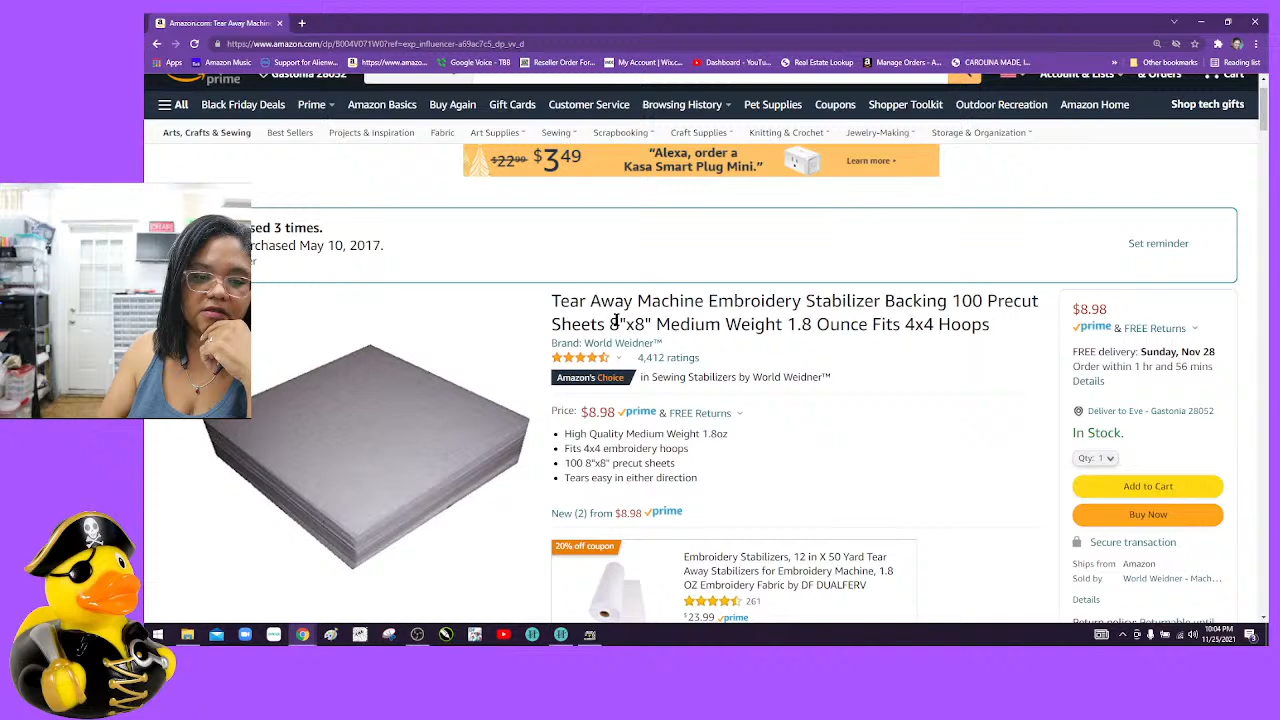 Amazon.com: Tear Away Machin
https://www.amazon.com/dp/B004V071W0?ref=exp_influencer-a69ac7c5_dp_vv_d
Apps Amazon Music Support for Alienw... https://www.amazo... Google Voice - TBB Reseller Order For... My Account | Wix.c... Dashboard - YouTu... Real Estate Lookup Manage Orders - A... CAROLINA MADE, I... » Other bookmarks Reading list
prime Gastonia 28052 Account & Lists & Orders Cart
All Black Friday Deals Prime Amazon Basics Buy Again Gift Cards Customer Service Browsing History Pet Supplies Coupons Shopper Toolkit Outdoor Recreation Amazon Home Shop tech gifts
Arts, Crafts & Sewing Best Sellers Projects & Inspiration Fabric Art Supplies Sewing Scrapbooking Craft Supplies Knitting & Crochet Jewelry-Making Storage & Organization
$22.99 $3.49 “Alexa, order a
Kasa Smart Plug Mini.” Learn more
sed 3 times.
rchased May 10, 2017.
Set reminder
er
Tear Away Machine Embroidery Stabilizer Backing 100 Precut
Sheets 8"x8" Medium Weight 1.8 Ounce Fits 4x4 Hoops
Brand: World Weidner™
4,412 ratings
Amazon's Choice in Sewing Stabilizers by World Weidner™
Price: $8.98 prime & FREE Returns
• High Quality Medium Weight 1.8oz
• Fits 4x4 embroidery hoops
• 100 8"x8" precut sheets
• Tears easy in either direction
New (2) from $8.98 prime
20% off coupon
Embroidery Stabilizers, 12 in X 50 Yard Tear
Away Stabilizers for Embroidery Machine, 1.8
OZ Embroidery Fabric by DF DUALFERV
261
$23.99 prime
$8.98
prime & FREE Returns
FREE delivery: Sunday, Nov 28
Order within 1 hr and 56 mins
Details
Deliver to Eve - Gastonia 28052
In Stock.
Qty: 1
Add to Cart
Buy Now
Secure transaction
Ships from Amazon
Sold by World Weidner - Mach...
Details
Return policy: Returnable until
10:04 PM
11/25/2021